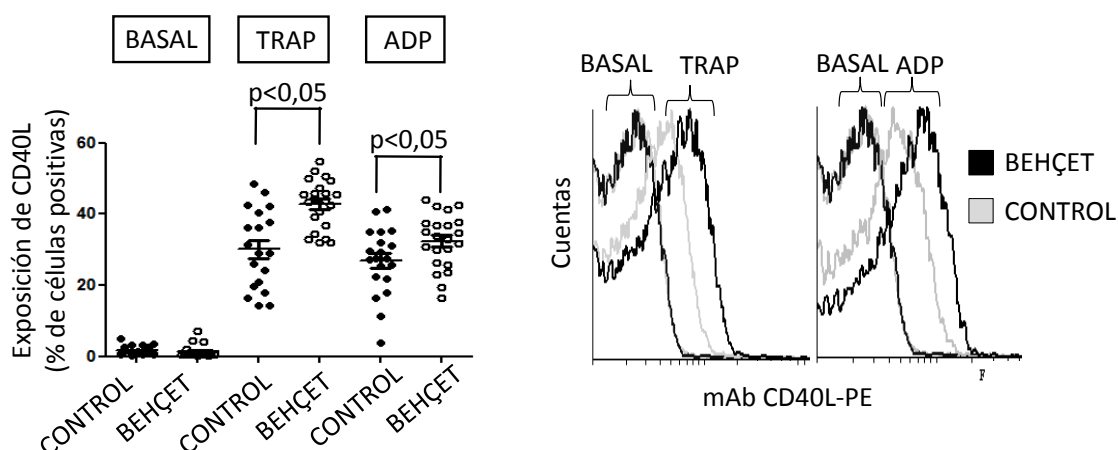 BASAL
TRAP
ADP
p<0,05
p<0,05
Exposición de CD40L
(% de células positivas)
60
40
20
0
CONTROL
BEHÇET
CONTROL
BEHÇET
CONTROL
BEHÇET
BASAL
TRAP
BASAL
ADP
Cuentas
mAb CD40L-PE
F
BEHÇET
CONTROL